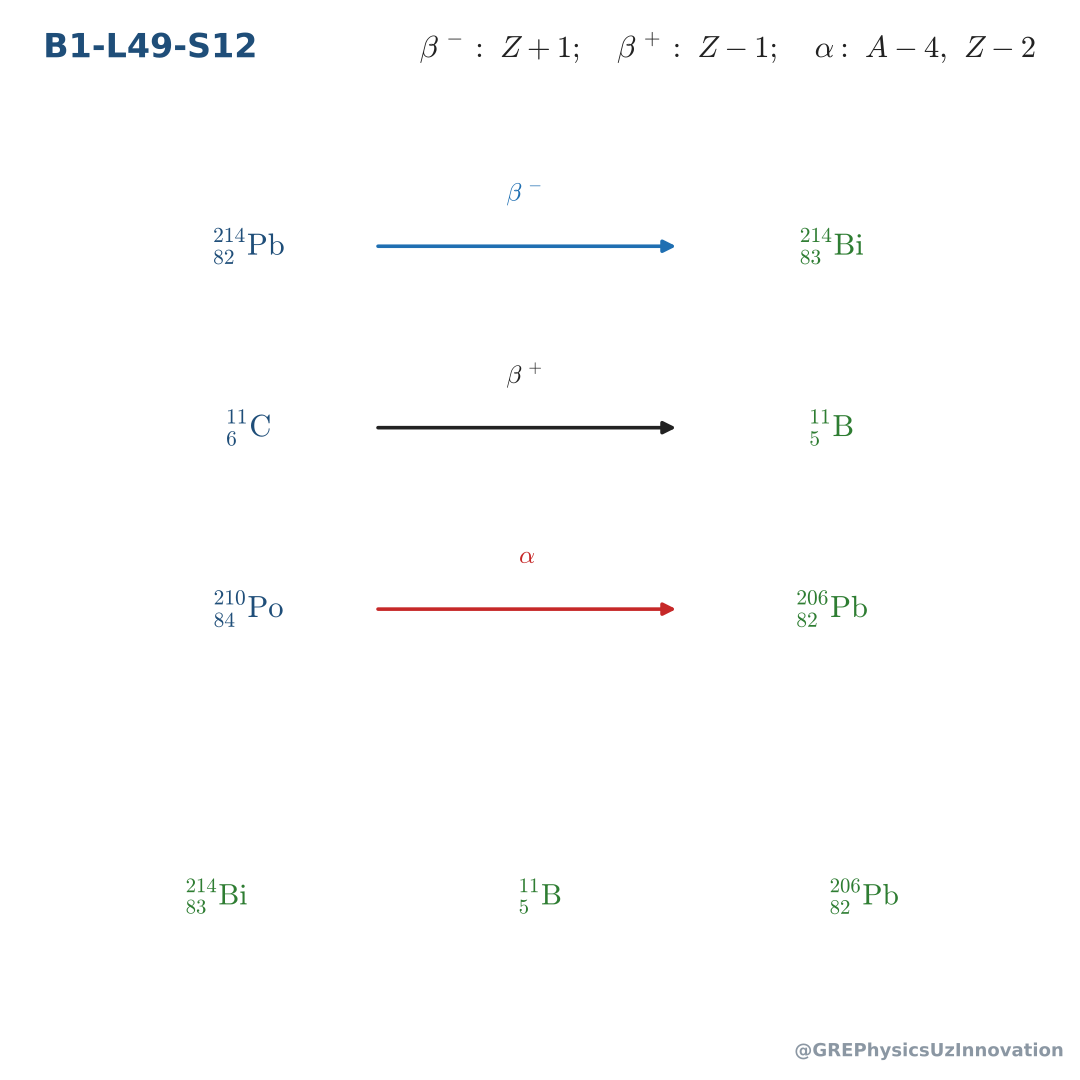 B1-L49-S12 β⁻ : Z + 1; β⁺ : Z − 1; α : A − 4, Z − 2
β⁻
²¹⁴₈₂Pb ²¹⁴₈₃Bi
β⁺
¹¹₆C ¹¹₅B
α
²¹⁰₈₄Po ²⁰⁶₈₂Pb
²¹⁴₈₃Bi ¹¹₅B ²⁰⁶₈₂Pb
@GREPhysicsUzInnovation